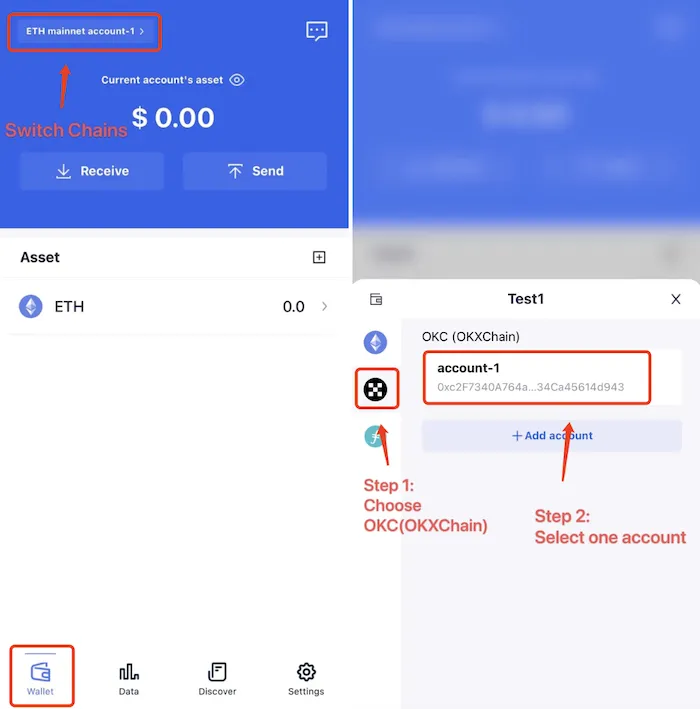 ETH mainnet account-1 >
Current account's asset
Switch Chains
$ 0.00
Receive
Send
Asset
ETH
0.0
Wallet
Data
Discover
Settings
Test1
OKC (OKXChain)
account-1
0xc2F7340A764a...34Ca45614d943
+ Add account
Step 1:
Choose
OKC(OKXChain)
Step 2:
Select one account